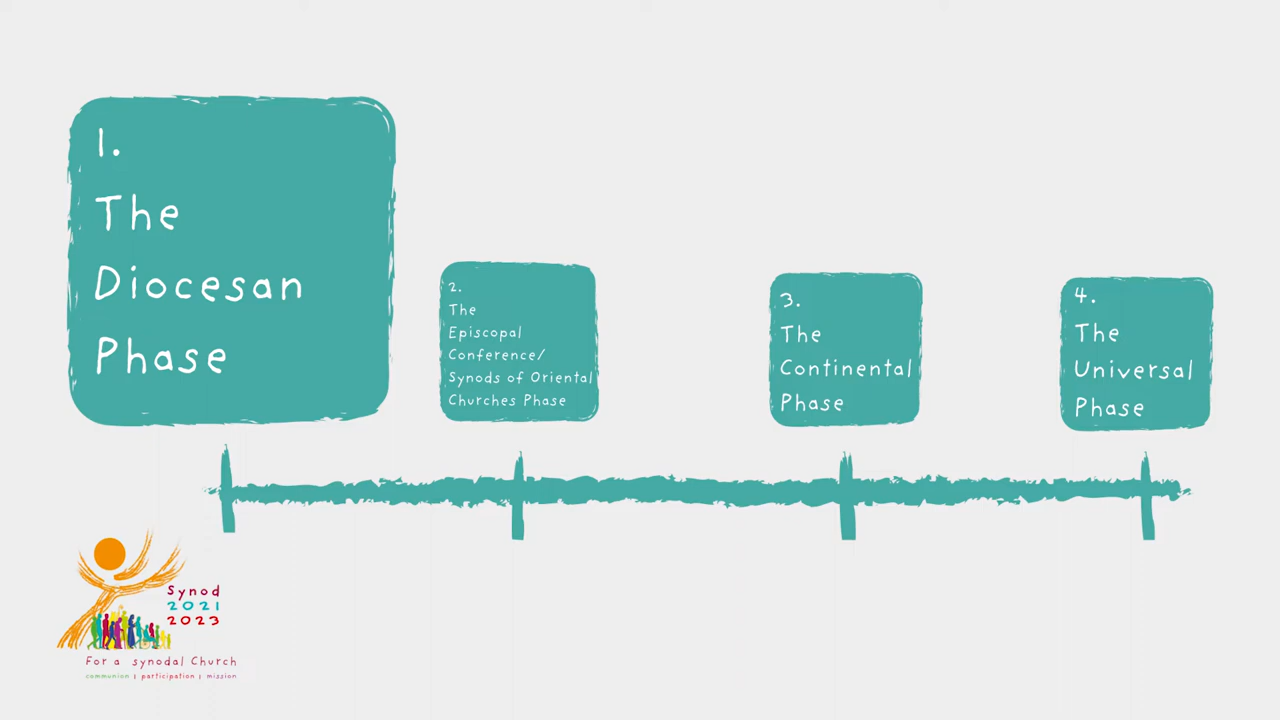 1.
The
Diocesan
Phase
2.
The
Episcopal
Conference/
Synods of Oriental
Churches Phase
3.
The
Continental
Phase
4.
The
Universal
Phase
Synod
2021
2023
For a synodal Church
communion | participation | mission